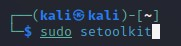 ┌──(kali㉿kali)-[~]
└─$ sudo setoolkit